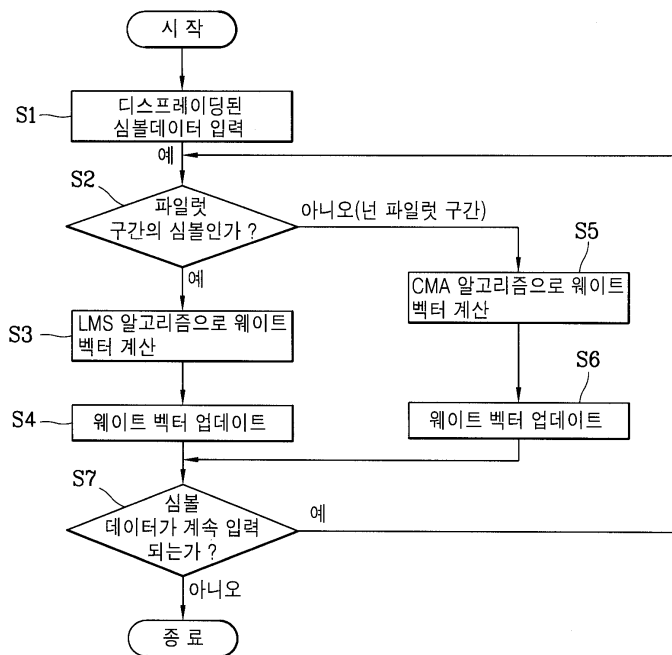 시 작
S1
디스프레이딩된
심볼데이터 입력
예
S2
파일럿
구간의 심볼인가 ?
아니오(넌 파일럿 구간)
예
S5
CMA 알고리즘으로 웨이트
벡터 계산
S3
LMS 알고리즘으로 웨이트
벡터 계산
S4
웨이트 벡터 업데이트
S6
웨이트 벡터 업데이트
S7
심볼
데이터가 계속 입력
되는가 ?
예
아니오
종 료